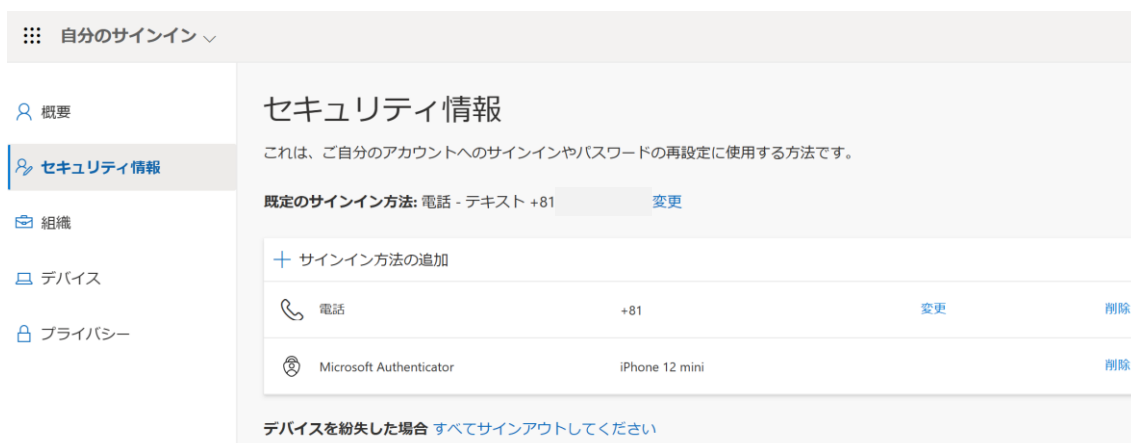 自分のサインイン
概要
セキュリティ情報
組織
デバイス
プライバシー
セキュリティ情報
これは、ご自分のアカウントへのサインインやパスワードの再設定に使用する方法です。
既定のサインイン方法: 電話 - テキスト +81 変更
+ サインイン方法の追加
電話 +81 変更 削除
Microsoft Authenticator iPhone 12 mini 削除
デバイスを紛失した場合 すべてサインアウトしてください